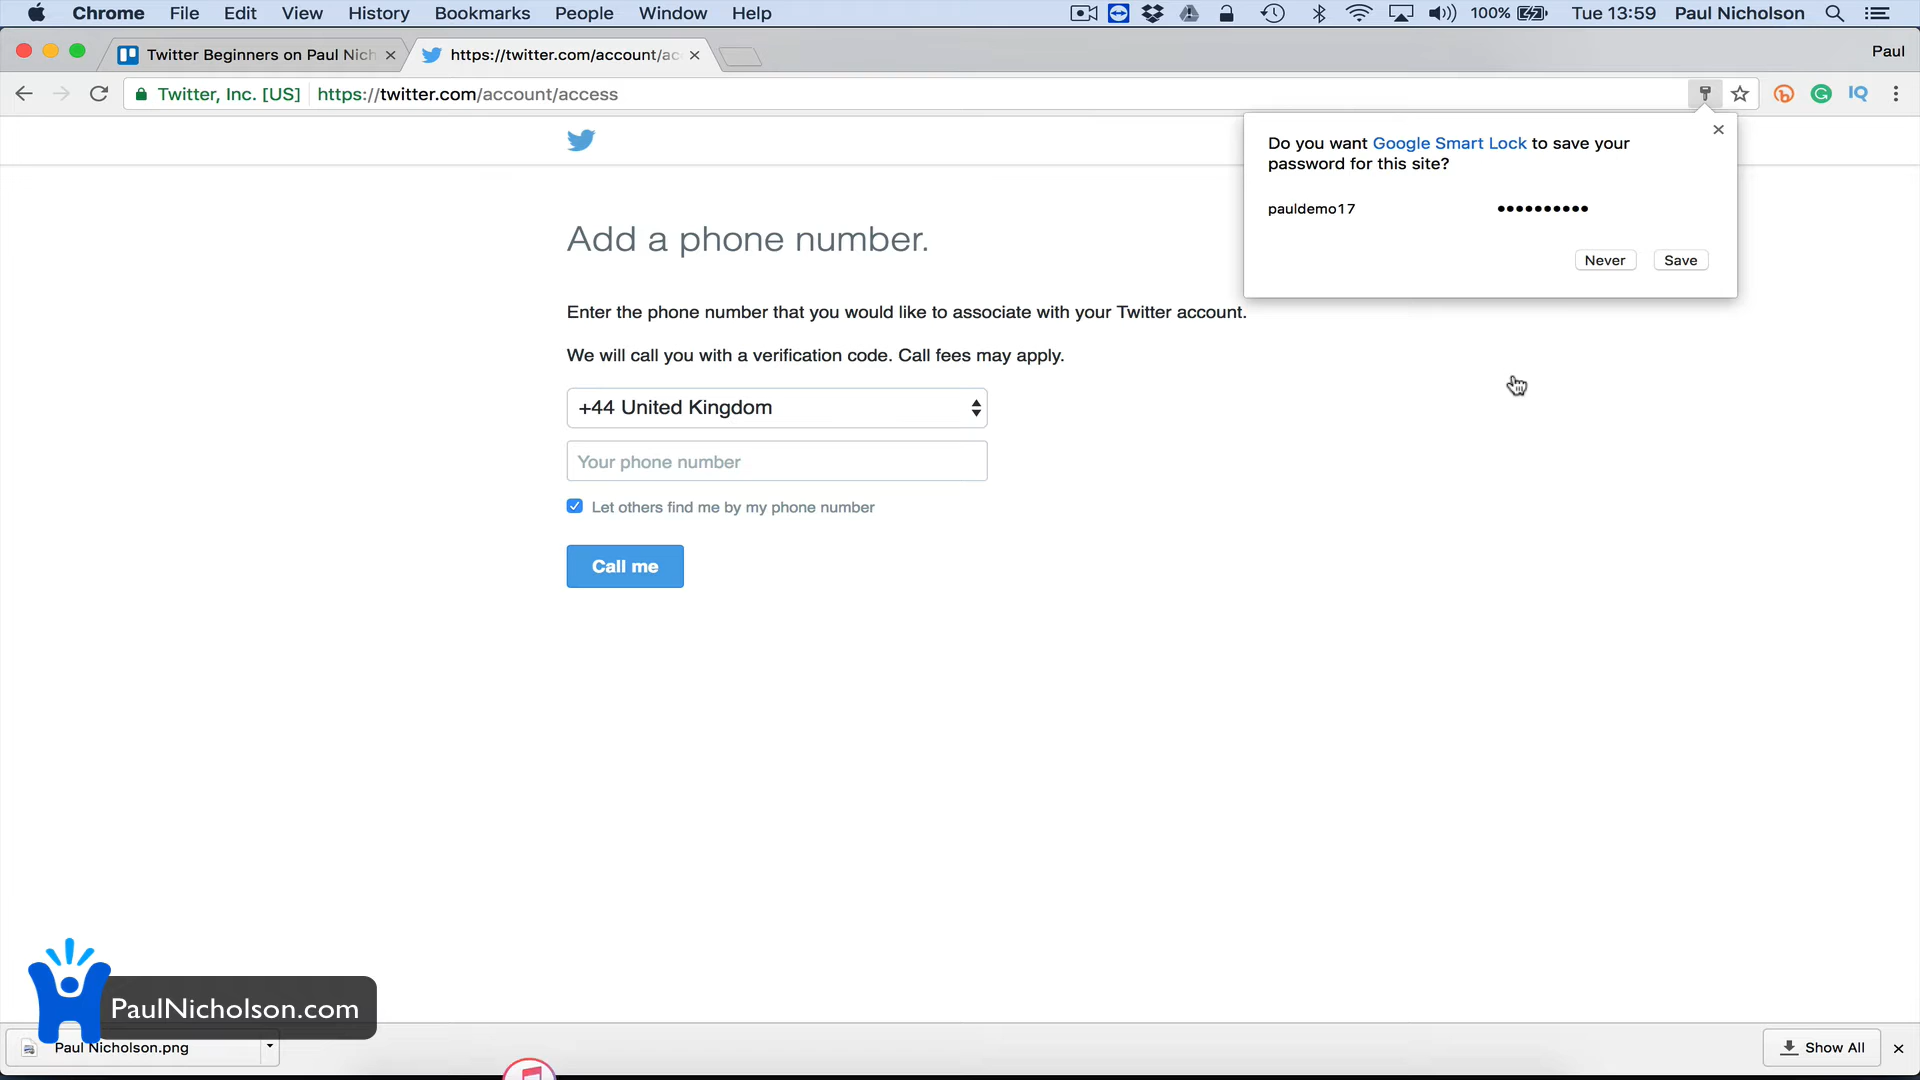 Chrome File Edit View History Bookmarks People Window Help 100% Tue 13:59 Paul Nicholson
Twitter Beginners on Paul Nich
https://twitter.com/account/ac
Paul
Twitter, Inc. [US] https://twitter.com/account/access
IQ
Do you want Google Smart Lock to save your
password for this site?
pauldemo17 ••••••••••
Never Save
Add a phone number.
Enter the phone number that you would like to associate with your Twitter account.
We will call you with a verification code. Call fees may apply.
+44 United Kingdom
Your phone number
Let others find me by my phone number
Call me
PaulNicholson.com
Paul Nicholson.png
Show All